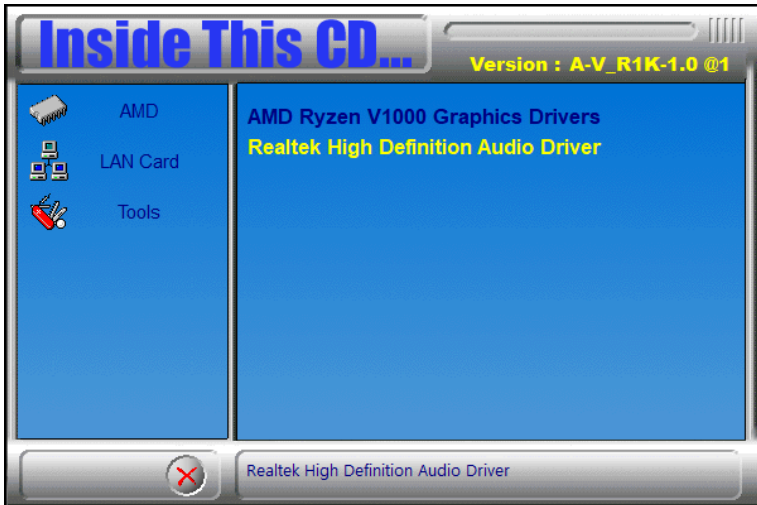 Inside This CD...
Version : A-V_R1K-1.0 @1
AMD
LAN Card
Tools
AMD Ryzen V1000 Graphics Drivers
Realtek High Definition Audio Driver
Realtek High Definition Audio Driver